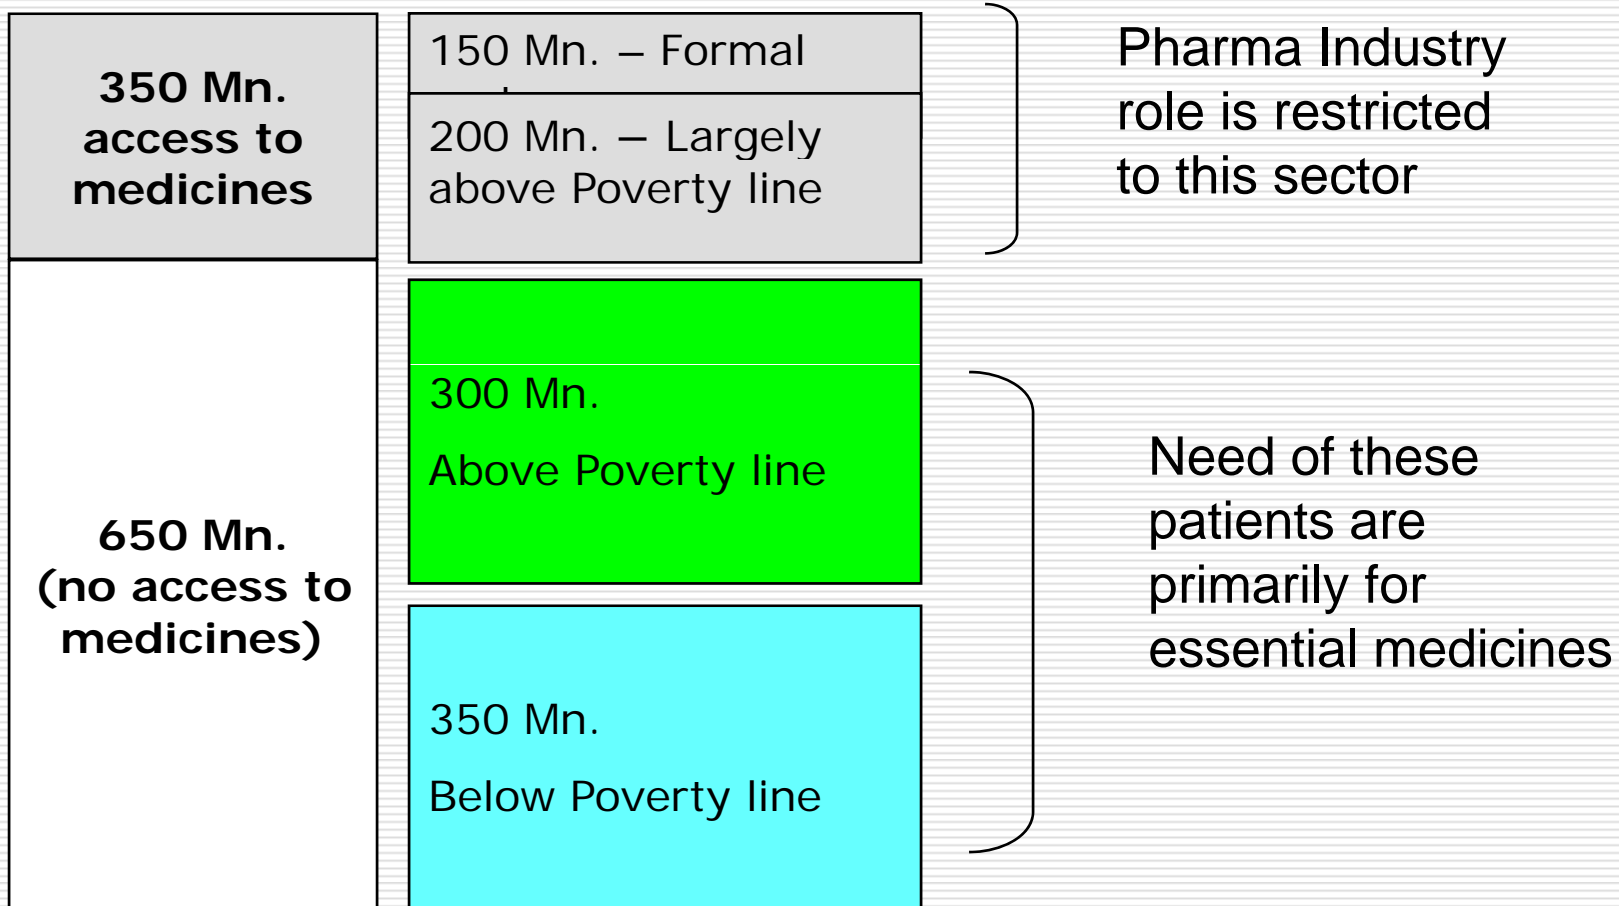 350 Mn.
access to
medicines
150 Mn. – Formal
200 Mn. – Largely
above Poverty line
Pharma Industry
role is restricted
to this sector
650 Mn.
(no access to
medicines)
300 Mn.
Above Poverty line
350 Mn.
Below Poverty line
Need of these
patients are
primarily for
essential medicines